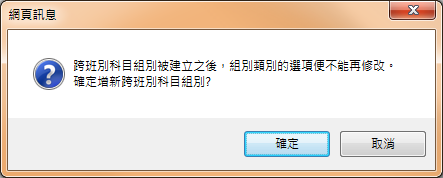 網頁訊息
跨班別科目組別被建立之後，組別類別的選項便不能再修改。
確定增新跨班別科目組別?
確定
取消